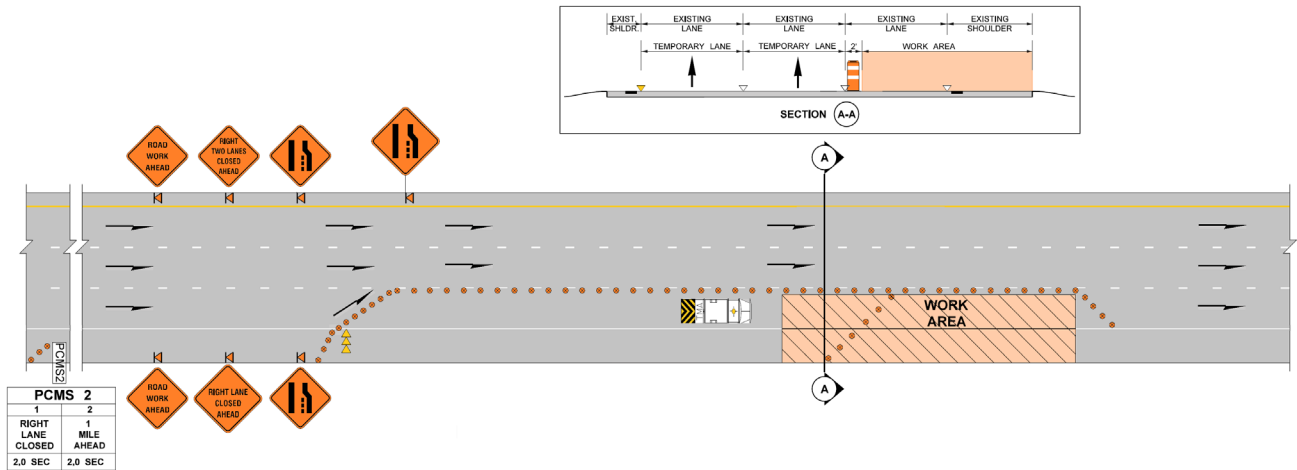 EXIST. EXISTING EXISTING EXISTING EXISTING
SHLDR. LANE LANE LANE SHOULDER
TEMPORARY LANE TEMPORARY LANE 2' WORK AREA
SECTION A-A
ROAD
WORK
AHEAD
RIGHT
TWO LANES
CLOSED
AHEAD
A
TMA
WORK
AREA
PCMS2
A
ROAD
WORK
AHEAD
RIGHT LANE
CLOSED
AHEAD
PCMS 2
1 2
RIGHT 1
LANE MILE
CLOSED AHEAD
2,0 SEC 2,0 SEC